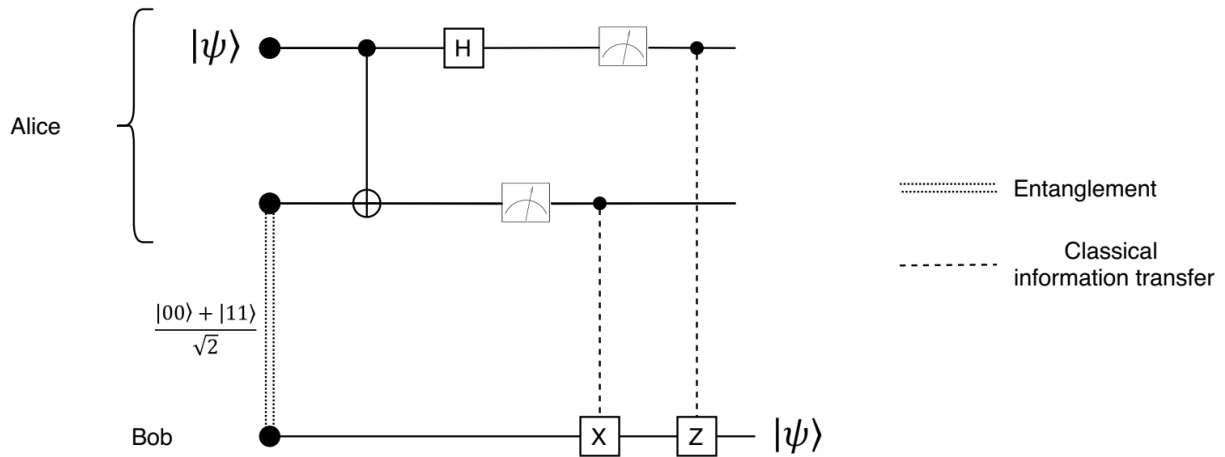 |ψ⟩
H
Alice
Entanglement
Classical
information transfer
|00⟩ + |11⟩
√2
Bob
X
Z
|ψ⟩